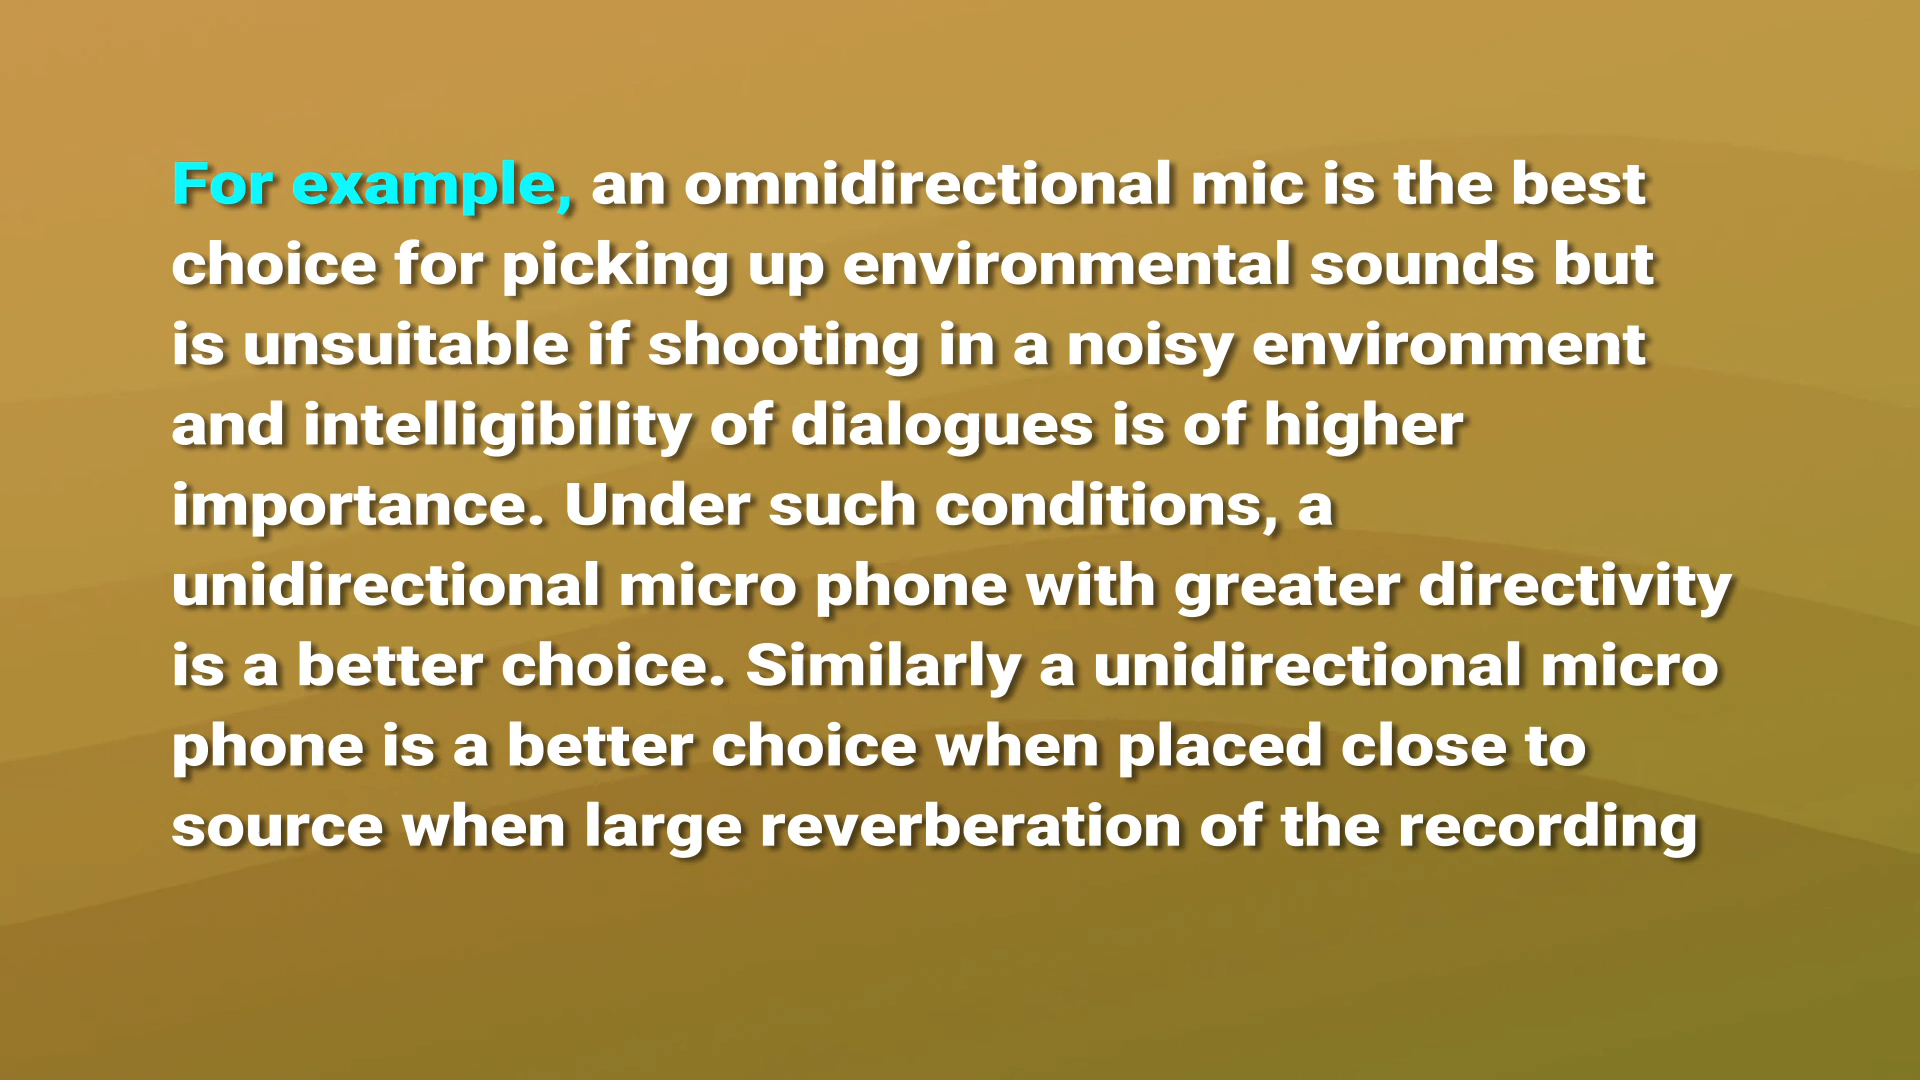 For example, an omnidirectional mic is the best
choice for picking up environmental sounds but
is unsuitable if shooting in a noisy environment
and intelligibility of dialogues is of higher
importance. Under such conditions, a
unidirectional micro phone with greater directivity
is a better choice. Similarly a unidirectional micro
phone is a better choice when placed close to
source when large reverberation of the recording